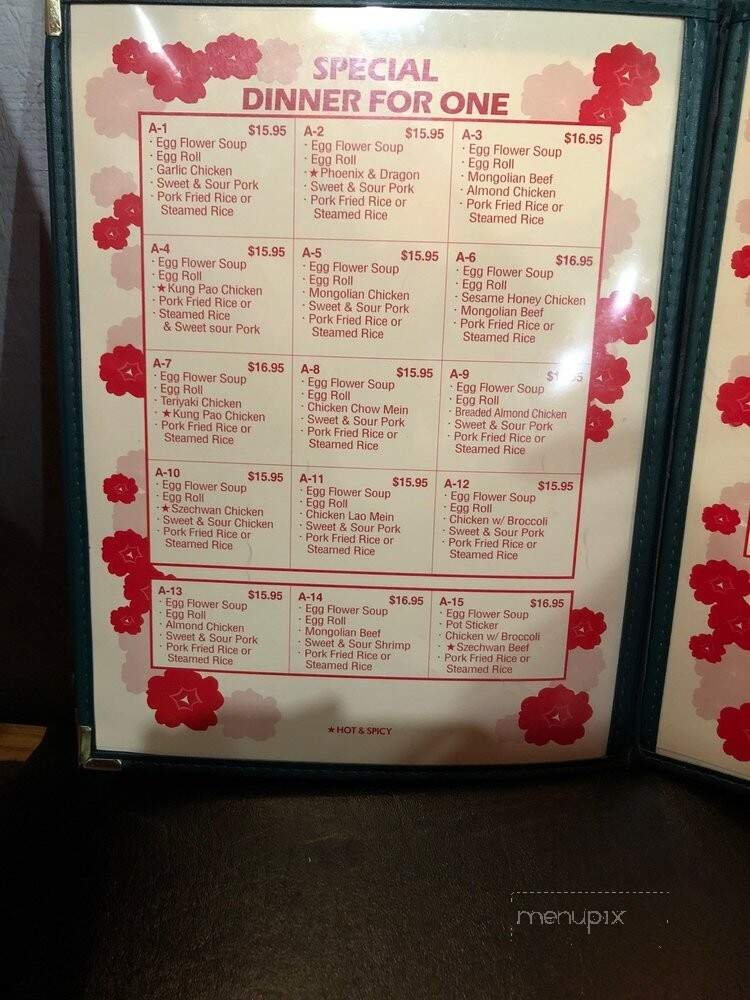 SPECIAL
DINNER FOR ONE
A-1 $15.95
· Egg Flower Soup
· Egg Roll
· Garlic Chicken
· Sweet & Sour Pork
· Pork Fried Rice or
Steamed Rice
A-2 $15.95
· Egg Flower Soup
· Egg Roll
· ★Phoenix & Dragon
· Sweet & Sour Pork
· Pork Fried Rice or
Steamed Rice
A-3 $16.95
· Egg Flower Soup
· Egg Roll
· Mongolian Beef
· Almond Chicken
· Pork Fried Rice or
Steamed Rice
A-4 $15.95
· Egg Flower Soup
· Egg Roll
· ★Kung Pao Chicken
· Pork Fried Rice or
· Steamed Rice
& Sweet sour Pork
A-5 $15.95
· Egg Flower Soup
· Egg Roll
· Mongolian Chicken
· Sweet & Sour Pork
· Pork Fried Rice or
Steamed Rice
A-6 $16.95
· Egg Flower Soup
· Egg Roll
· Sesame Honey Chicken
· Mongolian Beef
· Pork Fried Rice or
Steamed Rice
A-7 $16.95
· Egg Flower Soup
· Egg Roll
· Teriyaki Chicken
· ★Kung Pao Chicken
· Pork Fried Rice or
Steamed Rice
A-8 $15.95
· Egg Flower Soup
· Egg Roll
· Chicken Chow Mein
· Sweet & Sour Pork
· Pork Fried Rice or
Steamed Rice
A-9
· Egg Flower Soup
· Egg Roll
· Breaded Almond Chicken
· Sweet & Sour Pork
· Pork Fried Rice or
Steamed Rice
A-10 $15.95
· Egg Flower Soup
· Egg Roll
· ★Szechwan Chicken
· Sweet & Sour Chicken
· Pork Fried Rice or
Steamed Rice
A-11 $15.95
· Egg Flower Soup
· Egg Roll
· Chicken Lao Mein
· Sweet & Sour Pork
· Pork Fried Rice or
Steamed Rice
A-12 $15.95
· Egg Flower Soup
· Egg Roll
· Chicken w/ Broccoli
· Sweet & Sour Pork
· Pork Fried Rice or
Steamed Rice
A-13 $15.95
· Egg Flower Soup
· Egg Roll
· Almond Chicken
· Sweet & Sour Pork
· Pork Fried Rice or
Steamed Rice
A-14 $16.95
· Egg Flower Soup
· Egg Roll
· Mongolian Beef
· Sweet & Sour Shrimp
· Pork Fried Rice or
Steamed Rice
A-15 $16.95
· Egg Flower Soup
· Pot Sticker
· Chicken w/ Broccoli
· ★Szechwan Beef
· Pork Fried Rice or
Steamed Rice
★HOT & SPICY
menupix